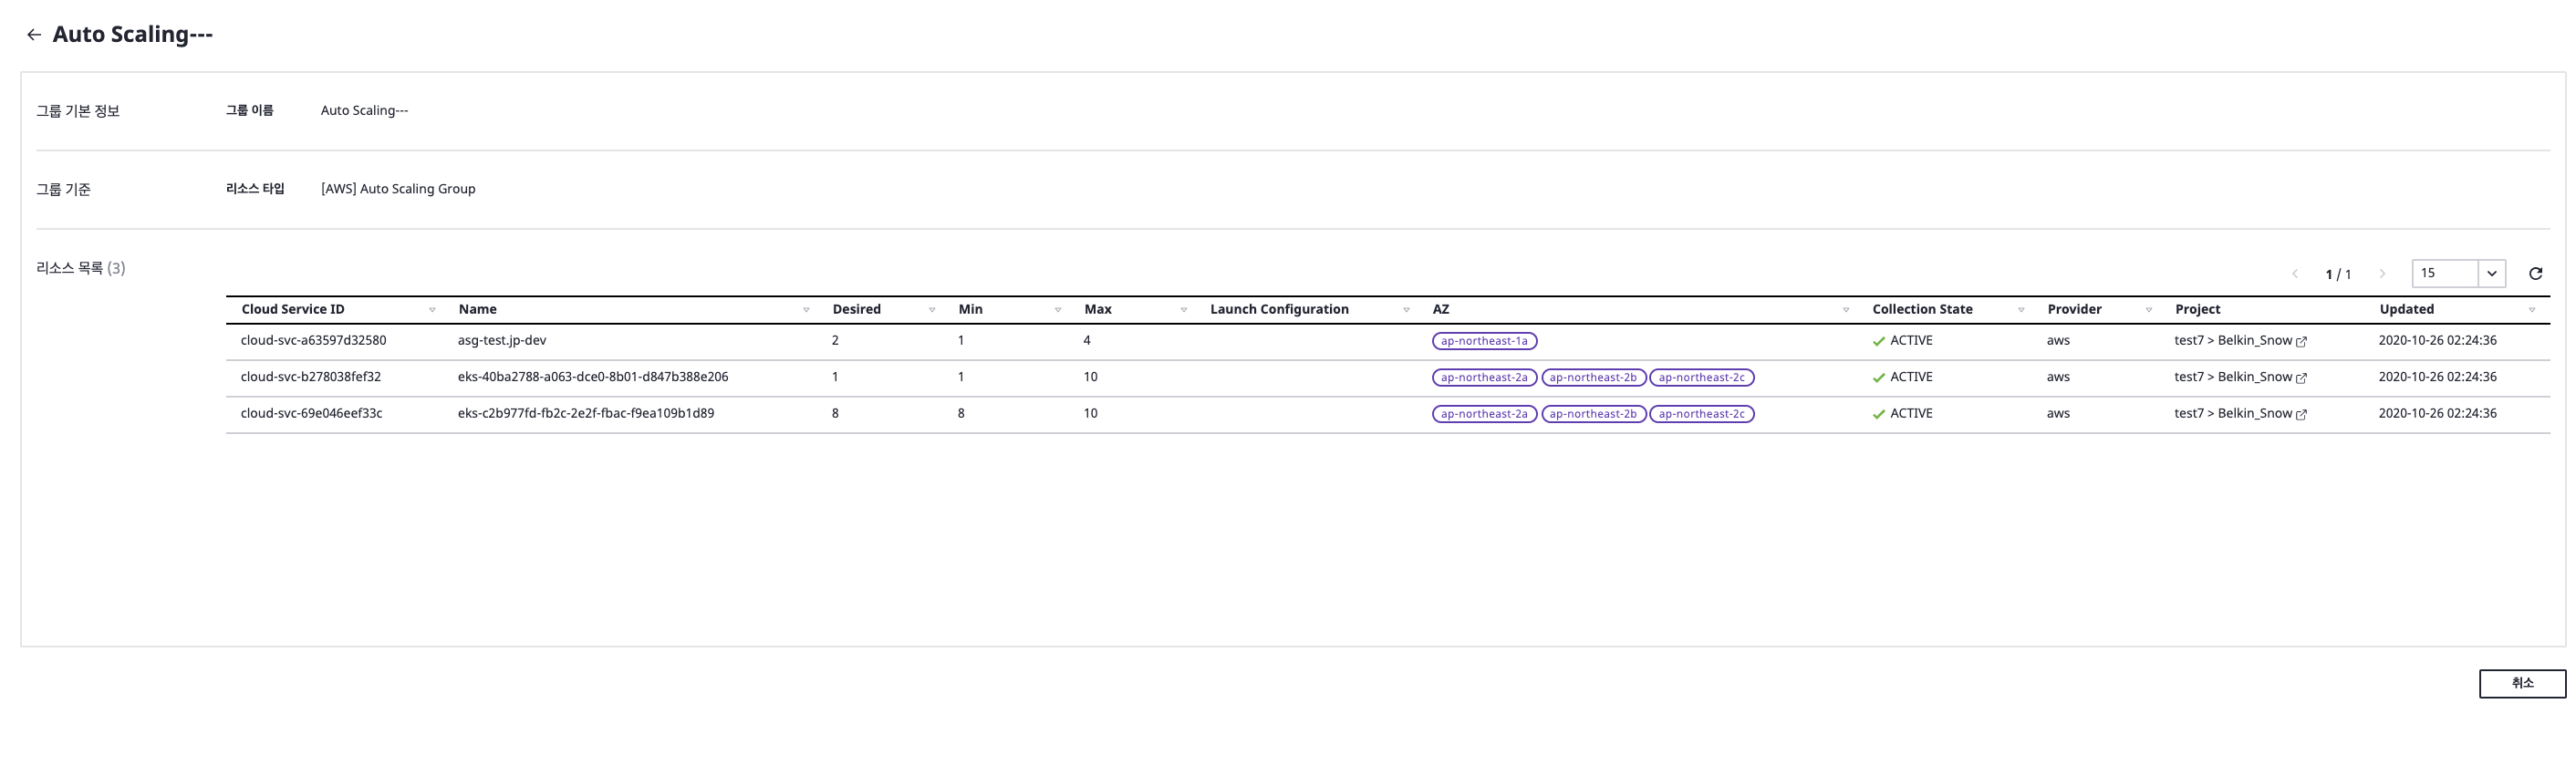 Auto Scaling---
그룹 기본 정보 그룹 이름 Auto Scaling---
그룹 기준 리소스 타입 [AWS] Auto Scaling Group
리소스 목록 (3)
1 / 1 15
Cloud Service ID Name Desired Min Max Launch Configuration AZ Collection State Provider Project Updated
cloud-svc-a63597d32580 asg-test.jp-dev 2 1 4 ap-northeast-1a ACTIVE aws test7 > Belkin_Snow 2020-10-26 02:24:36
cloud-svc-b278038fef32 eks-40ba2788-a063-dce0-8b01-d847b388e206 1 1 10 ap-northeast-2a ap-northeast-2b ap-northeast-2c ACTIVE aws test7 > Belkin_Snow 2020-10-26 02:24:36
cloud-svc-69e046eef33c eks-c2b977fd-fb2c-2e2f-fbac-f9ea109b1d89 8 8 10 ap-northeast-2a ap-northeast-2b ap-northeast-2c ACTIVE aws test7 > Belkin_Snow 2020-10-26 02:24:36
취소